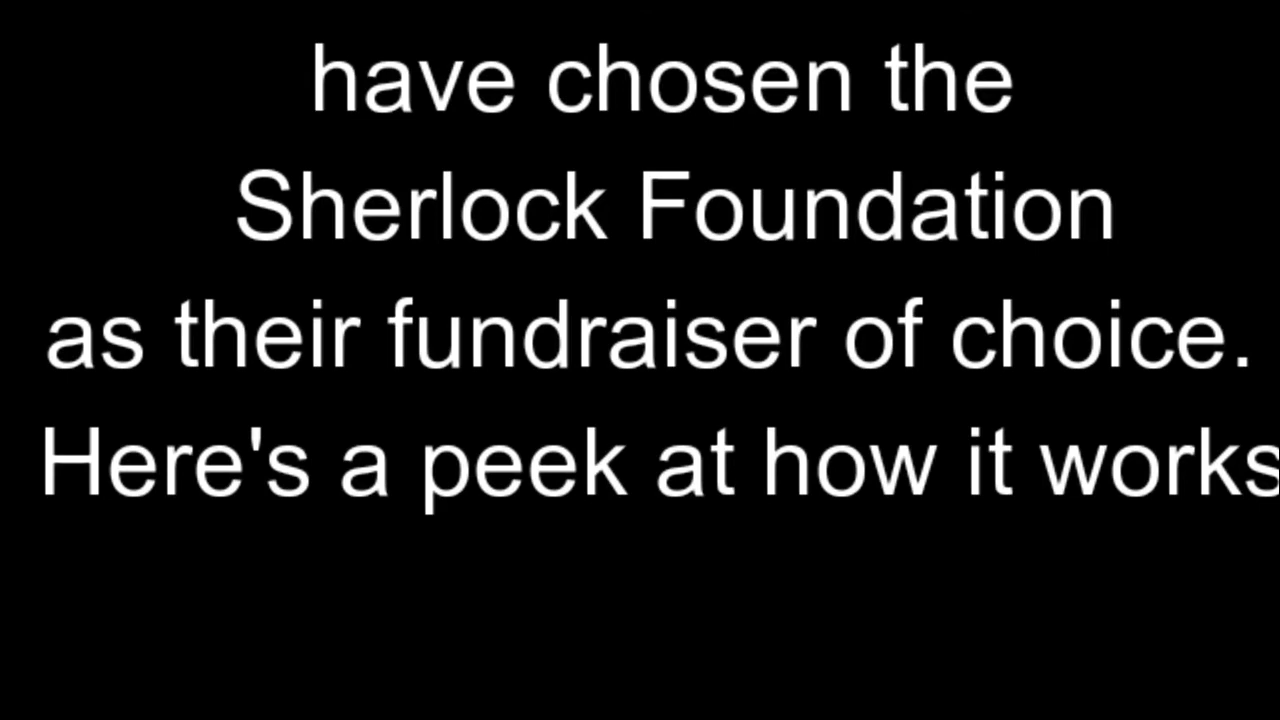 have chosen the
Sherlock Foundation
as their fundraiser of choice.
Here's a peek at how it works